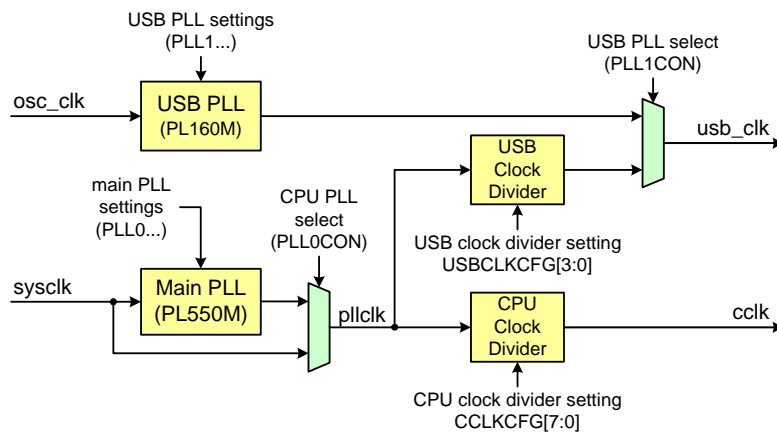 USB PLL settings
(PLL1...)
USB PLL select
(PLL1CON)
osc_clk
USB PLL
(PL160M)
usb_clk
USB
Clock
Divider
main PLL
settings
(PLL0...)
CPU PLL
select
(PLL0CON)
USB clock divider setting
USBCLKCFG[3:0]
sysclk
Main PLL
(PL550M)
pllclk
CPU
Clock
Divider
cclk
CPU clock divider setting
CCLKCFG[7:0]